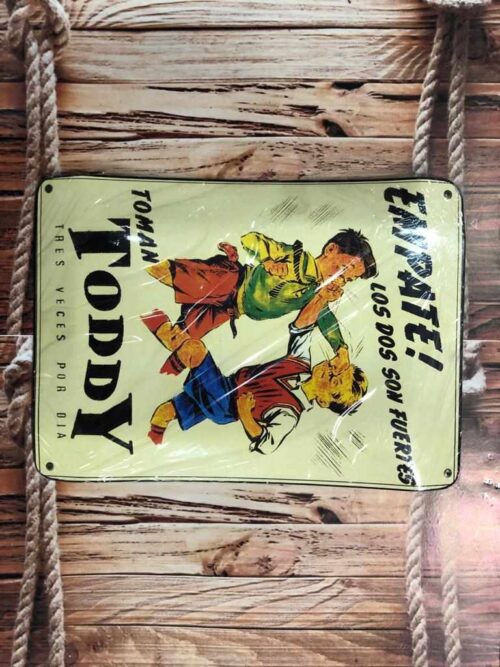 EMPATE!
LOS DOS SON FUERTES
TOMAN
TODDY
TRES VECES POR DIA